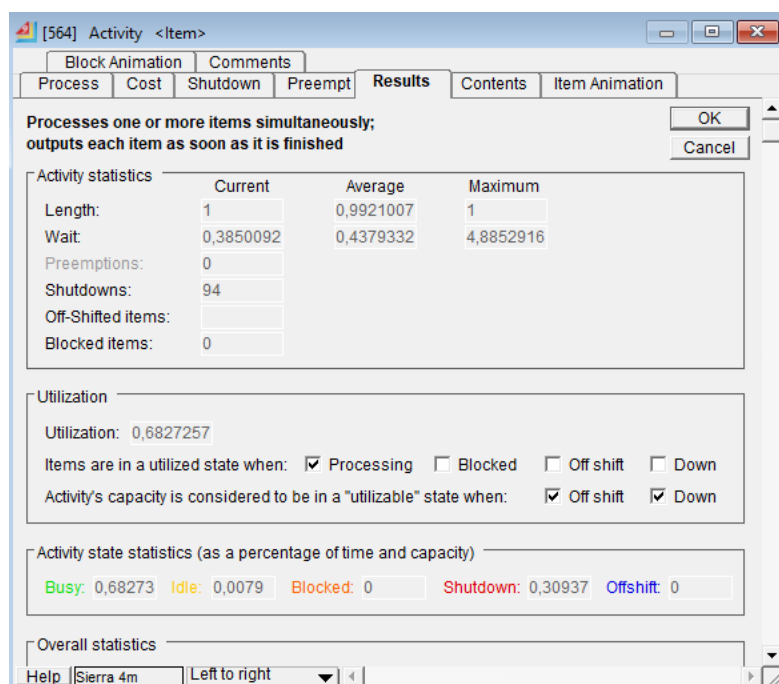 [564] Activity <Item>
Block Animation Comments
Process Cost Shutdown Preempt Results Contents Item Animation
Processes one or more items simultaneously;
outputs each item as soon as it is finished
OK
Cancel
Activity statistics
Current Average Maximum
Length: 1 0,9921007 1
Wait: 0,3850092 0,4379332 4,8852916
Preemptions: 0
Shutdowns: 94
Off-Shifted items:
Blocked items: 0
Utilization
Utilization: 0,6827257
Items are in a utilized state when: Processing Blocked Off shift Down
Activity's capacity is considered to be in a "utilizable" state when: Off shift Down
Activity state statistics (as a percentage of time and capacity)
Busy: 0,68273 Idle: 0,0079 Blocked: 0 Shutdown: 0,30937 Offshift: 0
Overall statistics
Help Sierra 4m Left to right